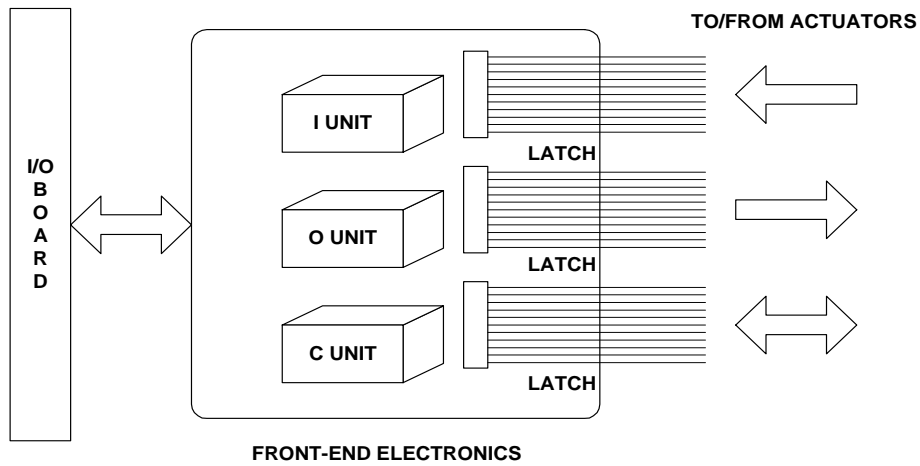 TO/FROM ACTUATORS
I UNIT
LATCH
I/O
B
O
A
R
D
O UNIT
LATCH
C UNIT
LATCH
FRONT-END ELECTRONICS